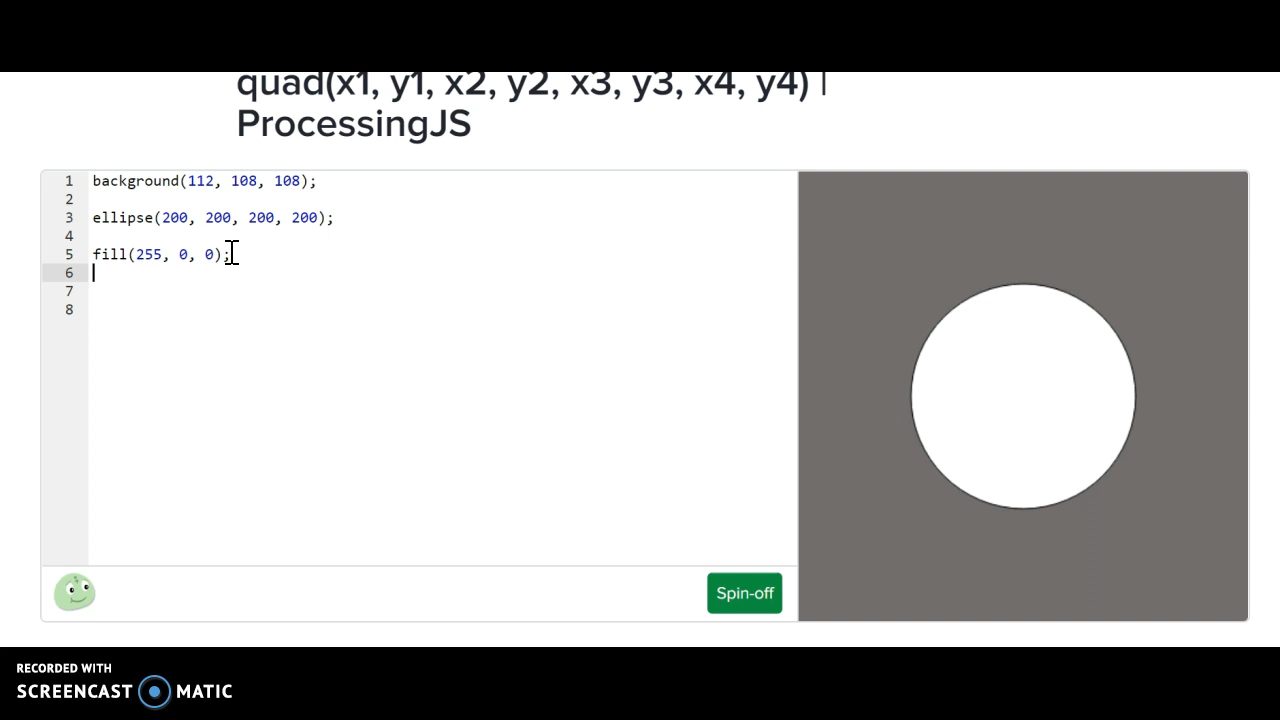 quad(x1, y1, x2, y2, x3, y3, x4, y4) |
ProcessingJS
1 background(112, 108, 108);
2
3 ellipse(200, 200, 200, 200);
4
5 fill(255, 0, 0);
6
7
8
Spin-off
RECORDED WITH
SCREENCAST MATIC